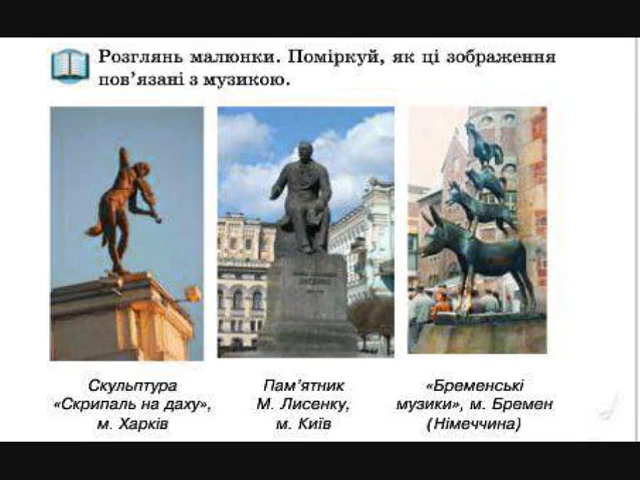 Розглянь малюнки. Поміркуй, як ці зображення
пов’язані з музикою.
Скульптура
«Скрипаль на даху»,
м. Харків
Пам’ятник
М. Лисенку,
м. Київ
«Бременські
музики», м. Бремен
(Німеччина)